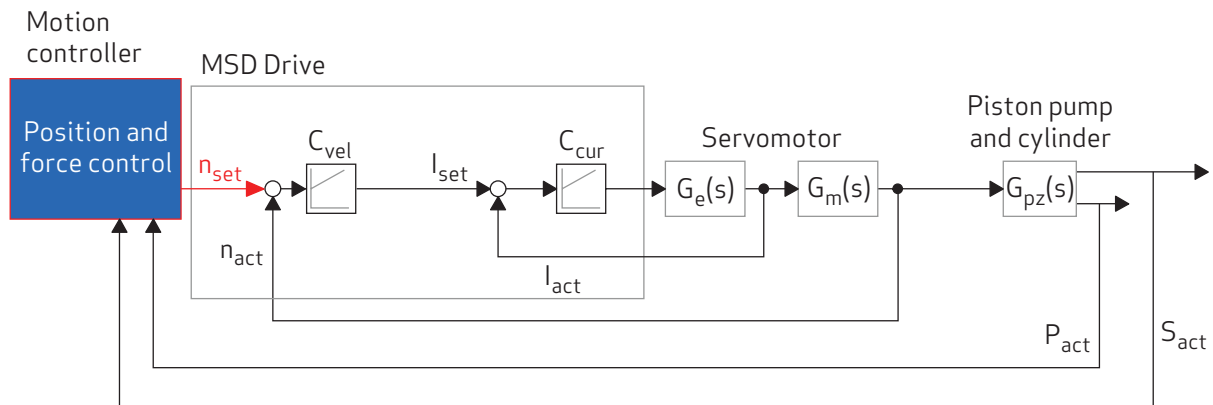 Motion
controller
MSD Drive
Position and
force control
n_set
C_vel
I_set
C_cur
Servomotor
G_e(s)
G_m(s)
Piston pump
and cylinder
G_pz(s)
n_act
I_act
P_act
S_act